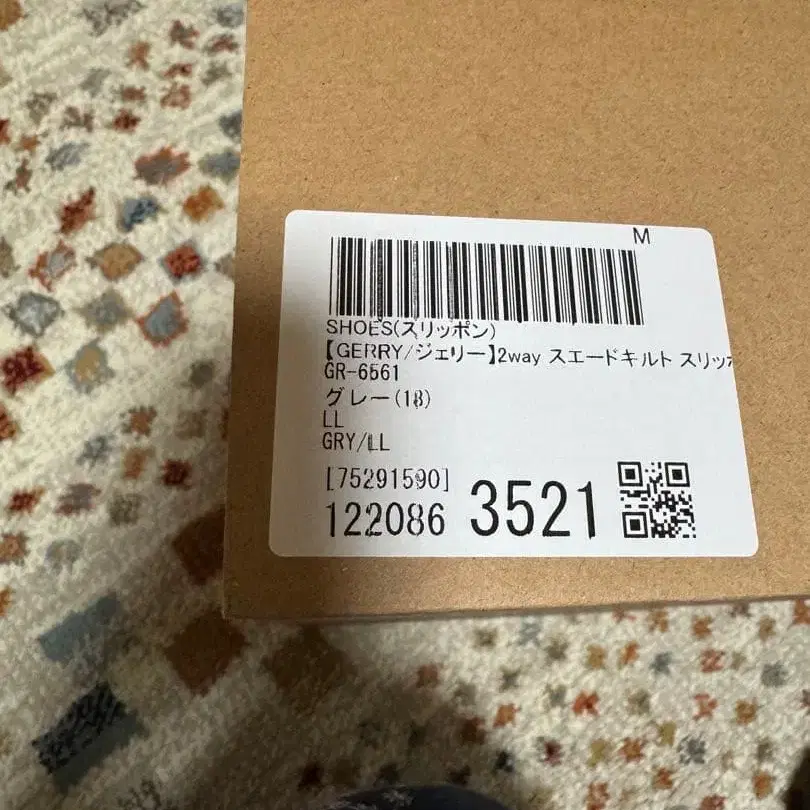 M
SHOES(スリッポン)
【GERRY/ジェリー】2way スエードキルト スリッ
GR-6561
グレー(18)
LL
GRY/LL
[75291590]
122086 3521